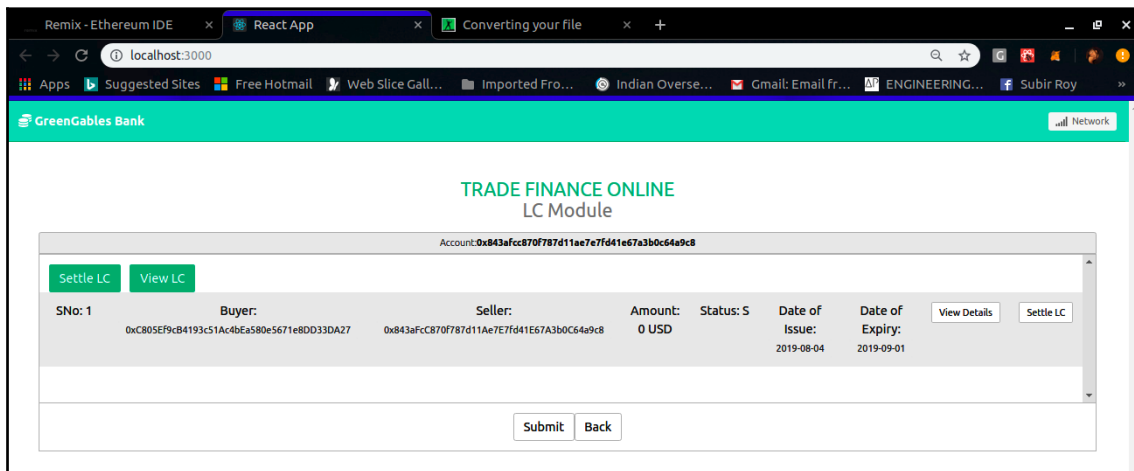 Remix - Ethereum IDE × React App × Converting your file × +
localhost:3000
Apps Suggested Sites Free Hotmail Web Slice Gall... Imported Fro... Indian Overse... Gmail: Email fr... ENGINEERING... Subir Roy »
GreenGables Bank Network
TRADE FINANCE ONLINE
LC Module
Account:0x843afcc870f787d11ae7e7fd41e67a3b0c64a9c8
Settle LC View LC
SNo: 1 Buyer: Seller: Amount: Status: S Date of Date of View Details Settle LC
0xC805Ef9cB4193c51Ac4bEa580e5671e8DD33DA27 0x843aFcC870f787d11Ae7E7fd41E67A3b0C64a9c8 0 USD Issue: Expiry:
2019-08-04 2019-09-01
Submit Back